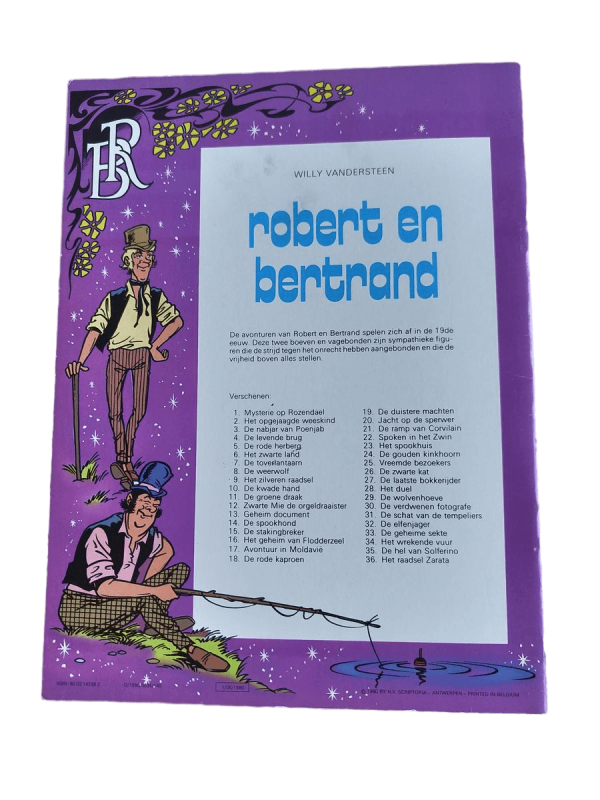 BR
WILLY VANDERSTEEN
robert en
bertrand
De avonturen van Robert en Bertrand spelen zich af in de 19de
eeuw. Deze twee boeven en vagebonden zijn sympathieke figu-
ren die de strijd tegen het onrecht hebben aangebonden en die de
vrijheid boven alles stellen.
Verschenen:
1. Mysterie op Rozendael
2. Het opgejaagde weeskind
3. De nabjar van Poenjab
4. De levende brug
5. De rode herberg
6. Het zwarte land
7. De toverlantaarn
8. De weerwolf
9. Het zilveren raadsel
10. De kwade hand
11. De groene draak
12. Zwarte Mie de orgeldraaister
13. Geheim document
14. De spookhond
15. De stakingbreker
16. Het geheim van Flodderzeel
17. Avontuur in Moldavië
18. De rode kaproen
19. De duistere machten
20. Jacht op de sperwer
21. De ramp van Corvilain
22. Spoken in het Zwin
23. Het spookhuis
24. De gouden kinkhoorn
25. Vreemde bezoekers
26. De zwarte kat
27. De laatste bokkerijder
28. Het duel
29. De wolvenhoeve
30. De verdwenen fotografe
31. De schat van de tempeliers
32. De elfenjager
33. De geheime sekte
34. Het wrekende vuur
35. De hel van Solferino
36. Het raadsel Zarata
N.V. SCRIPTORIA - ANTWERPEN - PRINTED IN BELGIUM